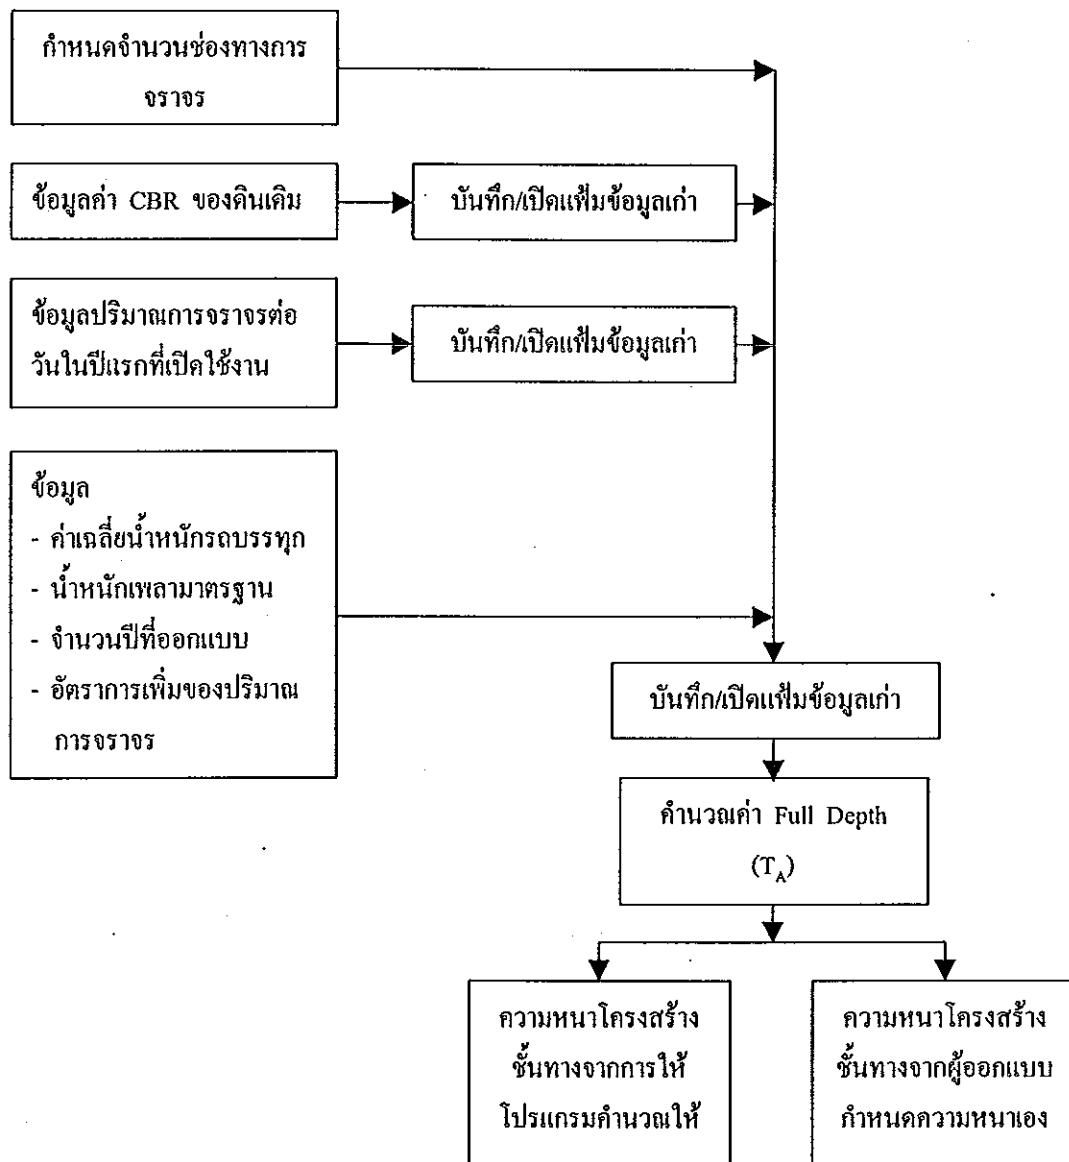 กำหนดจำนวนช่องทางการ
จราจร
ข้อมูลค่า CBR ของดินเดิม
บันทึก/เปิดแฟ้มข้อมูลเก่า
ข้อมูลปริมาณการจราจรต่อ
วันในปีแรกที่เปิดใช้งาน
บันทึก/เปิดแฟ้มข้อมูลเก่า
ข้อมูล
- ค่าเฉลี่ยน้ำหนักรถบรรทุก
- น้ำหนักเพลามาตรฐาน
- จำนวนปีที่ออกแบบ
- อัตราการเพิ่มของปริมาณ
การจราจร
บันทึก/เปิดแฟ้มข้อมูลเก่า
คำนวณค่า Full Depth
(T_A)
ความหนาโครงสร้าง
ชั้นทางจากการให้
โปรแกรมคำนวณให้
ความหนาโครงสร้าง
ชั้นทางจากผู้ออกแบบ
กำหนดความหนาเอง